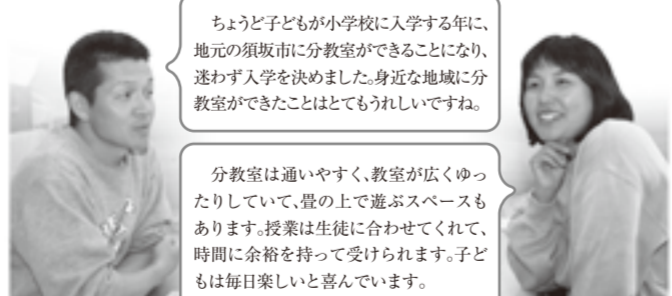 ちょうど子どもが小学校に入学する年に、
地元の須坂市に分教室ができることになり、
迷わず入学を決めました。身近な地域に分
教室ができたことはとてもうれしいですね。
　分教室は通いやすく、教室が広くゆっ
たりしていて、畳の上で遊ぶスペースも
あります。授業は生徒に合わせてくれて、
時間に余裕を持って受けられます。子ど
もは毎日楽しいと喜んでいます。